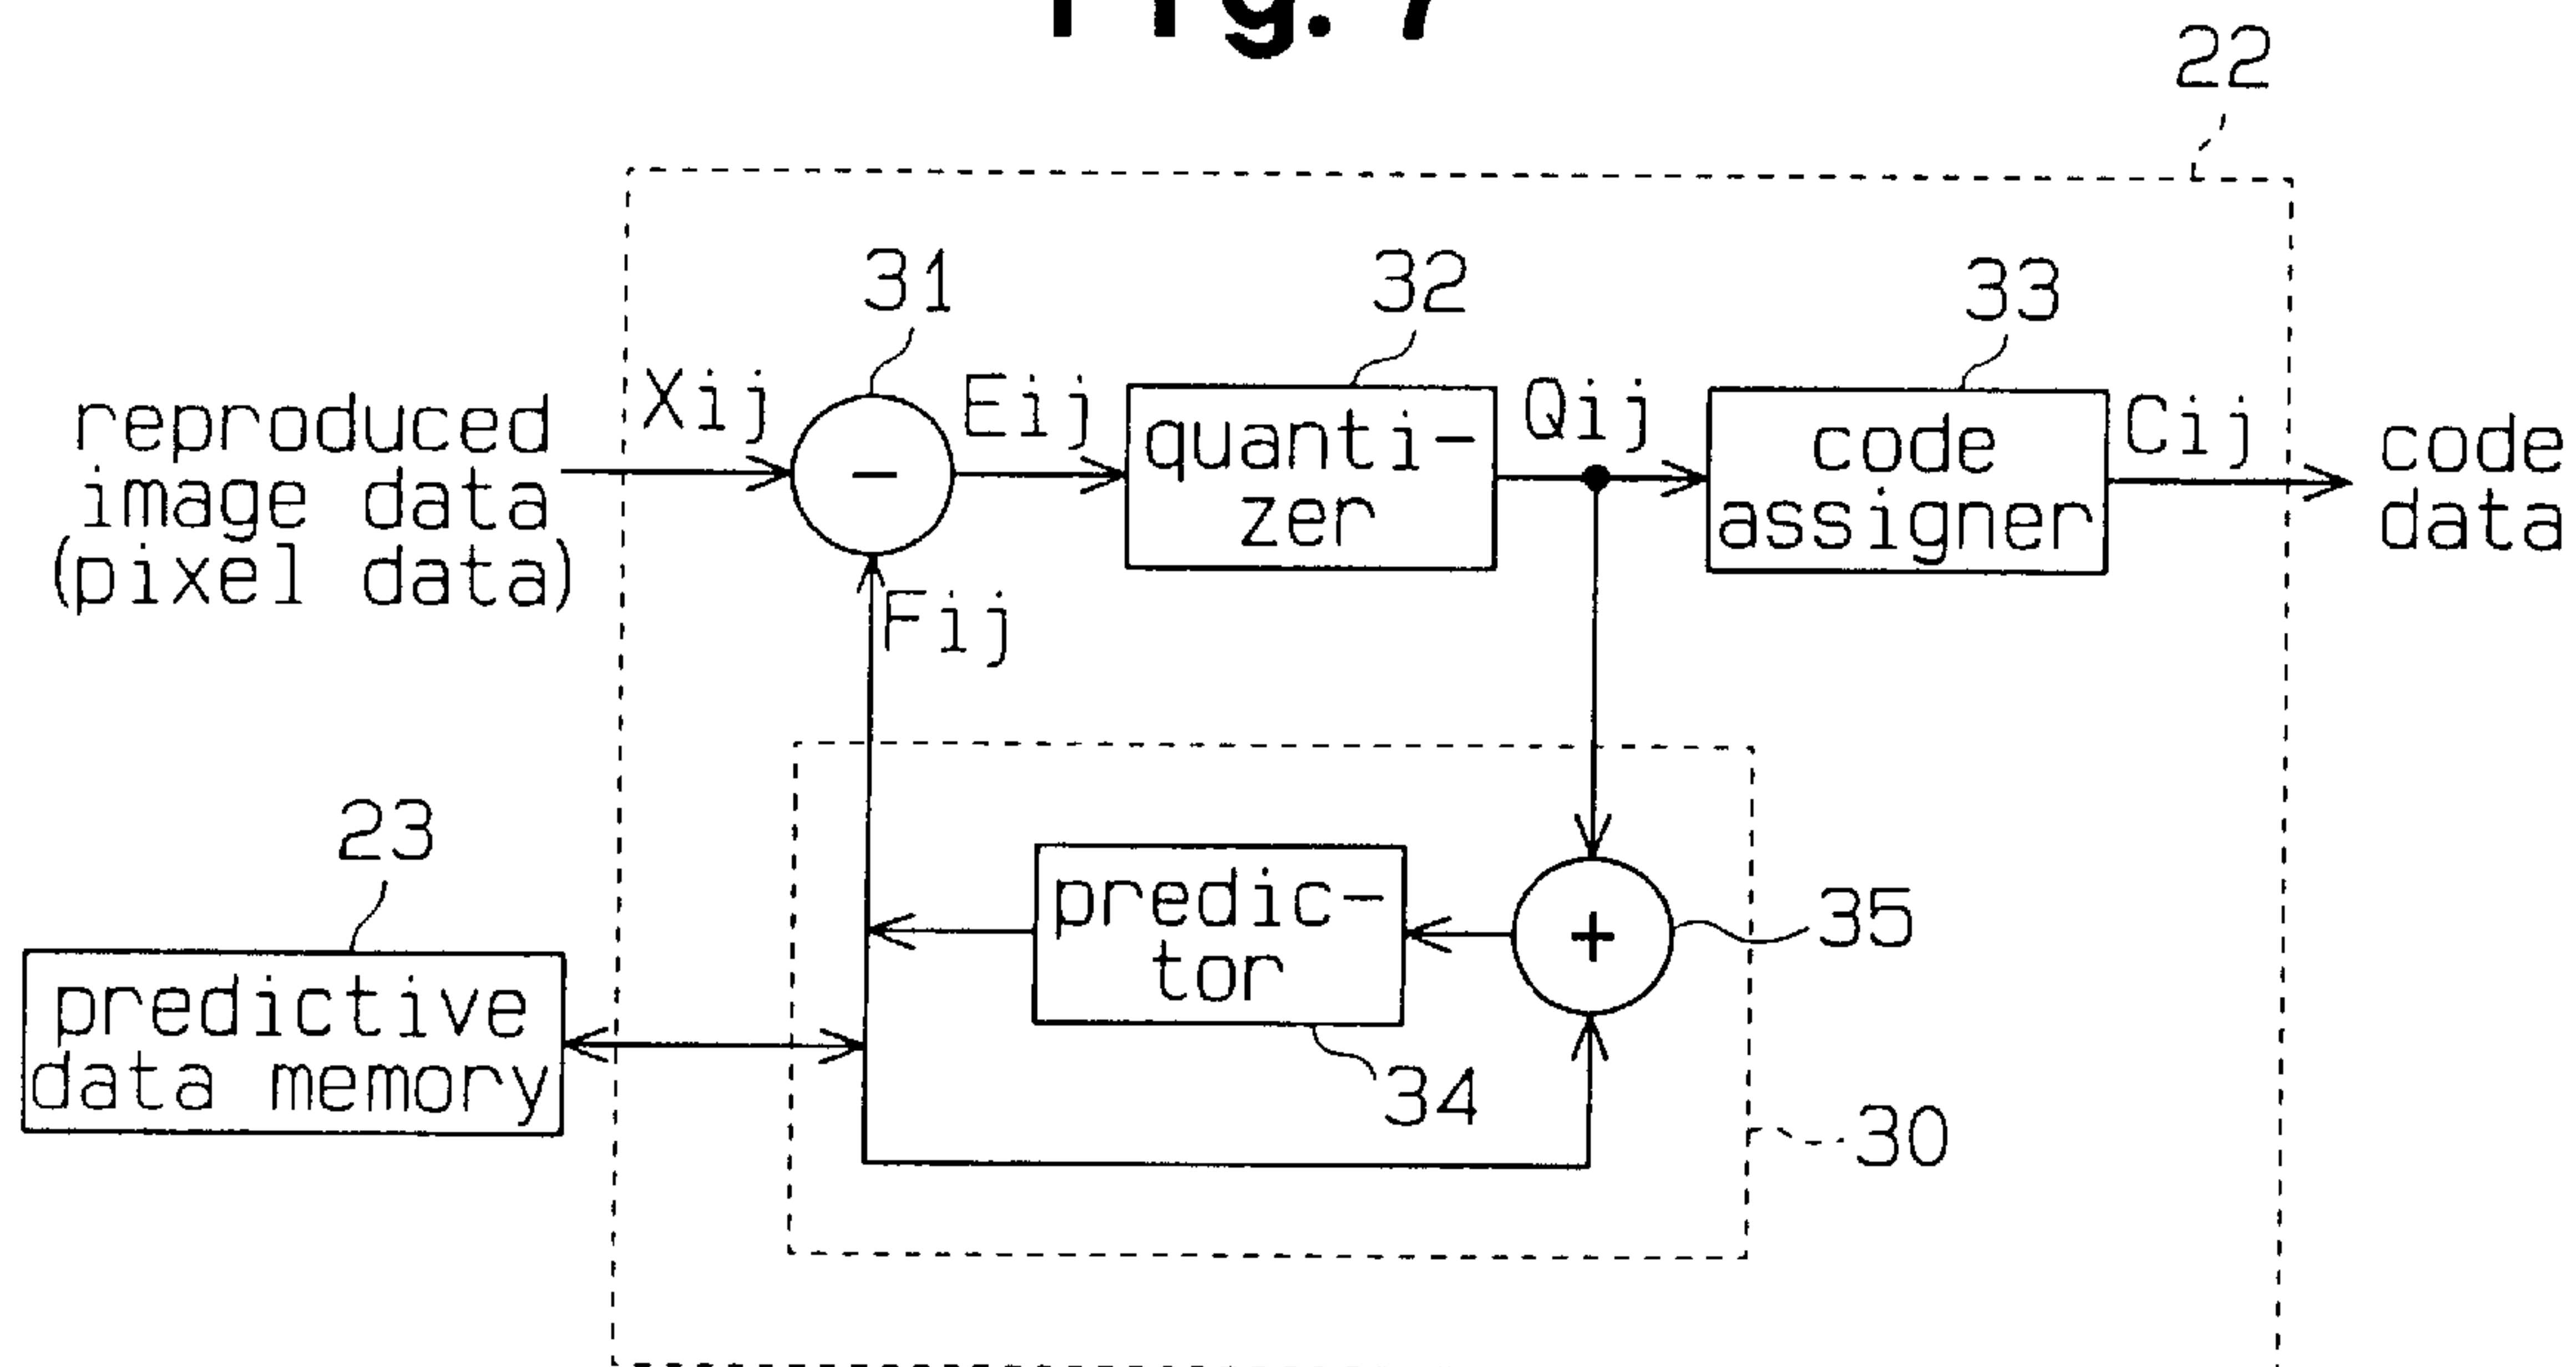 Fig. 7
22
31
32
33
Xij
Eij
Qij
Cij
reproduced
image data
(pixel data)
−
quanti-
zer
code
assigner
code
data
Fij
23
predictive
data memory
predic-
tor
+
35
34
30